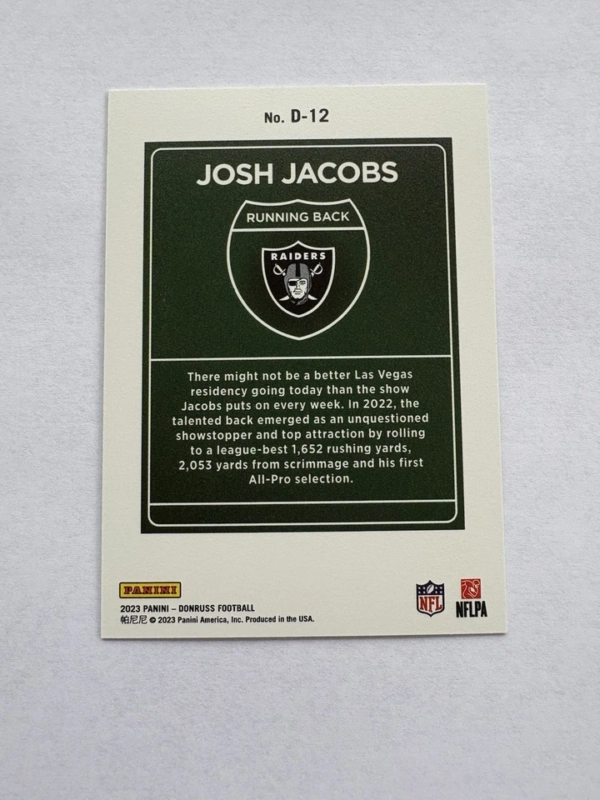 No. D-12
JOSH JACOBS
RUNNING BACK
RAIDERS
There might not be a better Las Vegas
residency going today than the show
Jacobs puts on every week. In 2022, the
talented back emerged as an unquestioned
showstopper and top attraction by rolling
to a league-best 1,652 rushing yards,
2,053 yards from scrimmage and his first
All-Pro selection.
PANINI
NFL
NFLPA
2023 PANINI – DONRUSS FOOTBALL
帕尼尼 © 2023 Panini America, Inc. Produced in the USA.